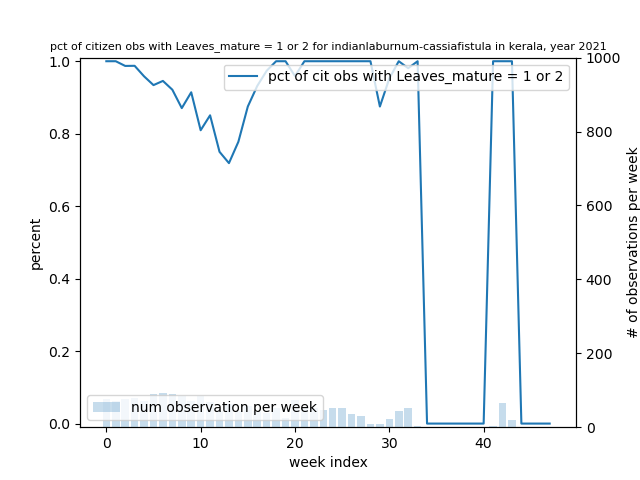 pct of citizen obs with Leaves_mature = 1 or 2 for indianlaburnum-cassiafistula in kerala, year 2021
pct of cit obs with Leaves_mature = 1 or 2
num observation per week
percent
1.0
0.8
0.6
0.4
0.2
0.0
0 10 20 30 40
week index
1000
800
600
400
200
0
# of observations per week